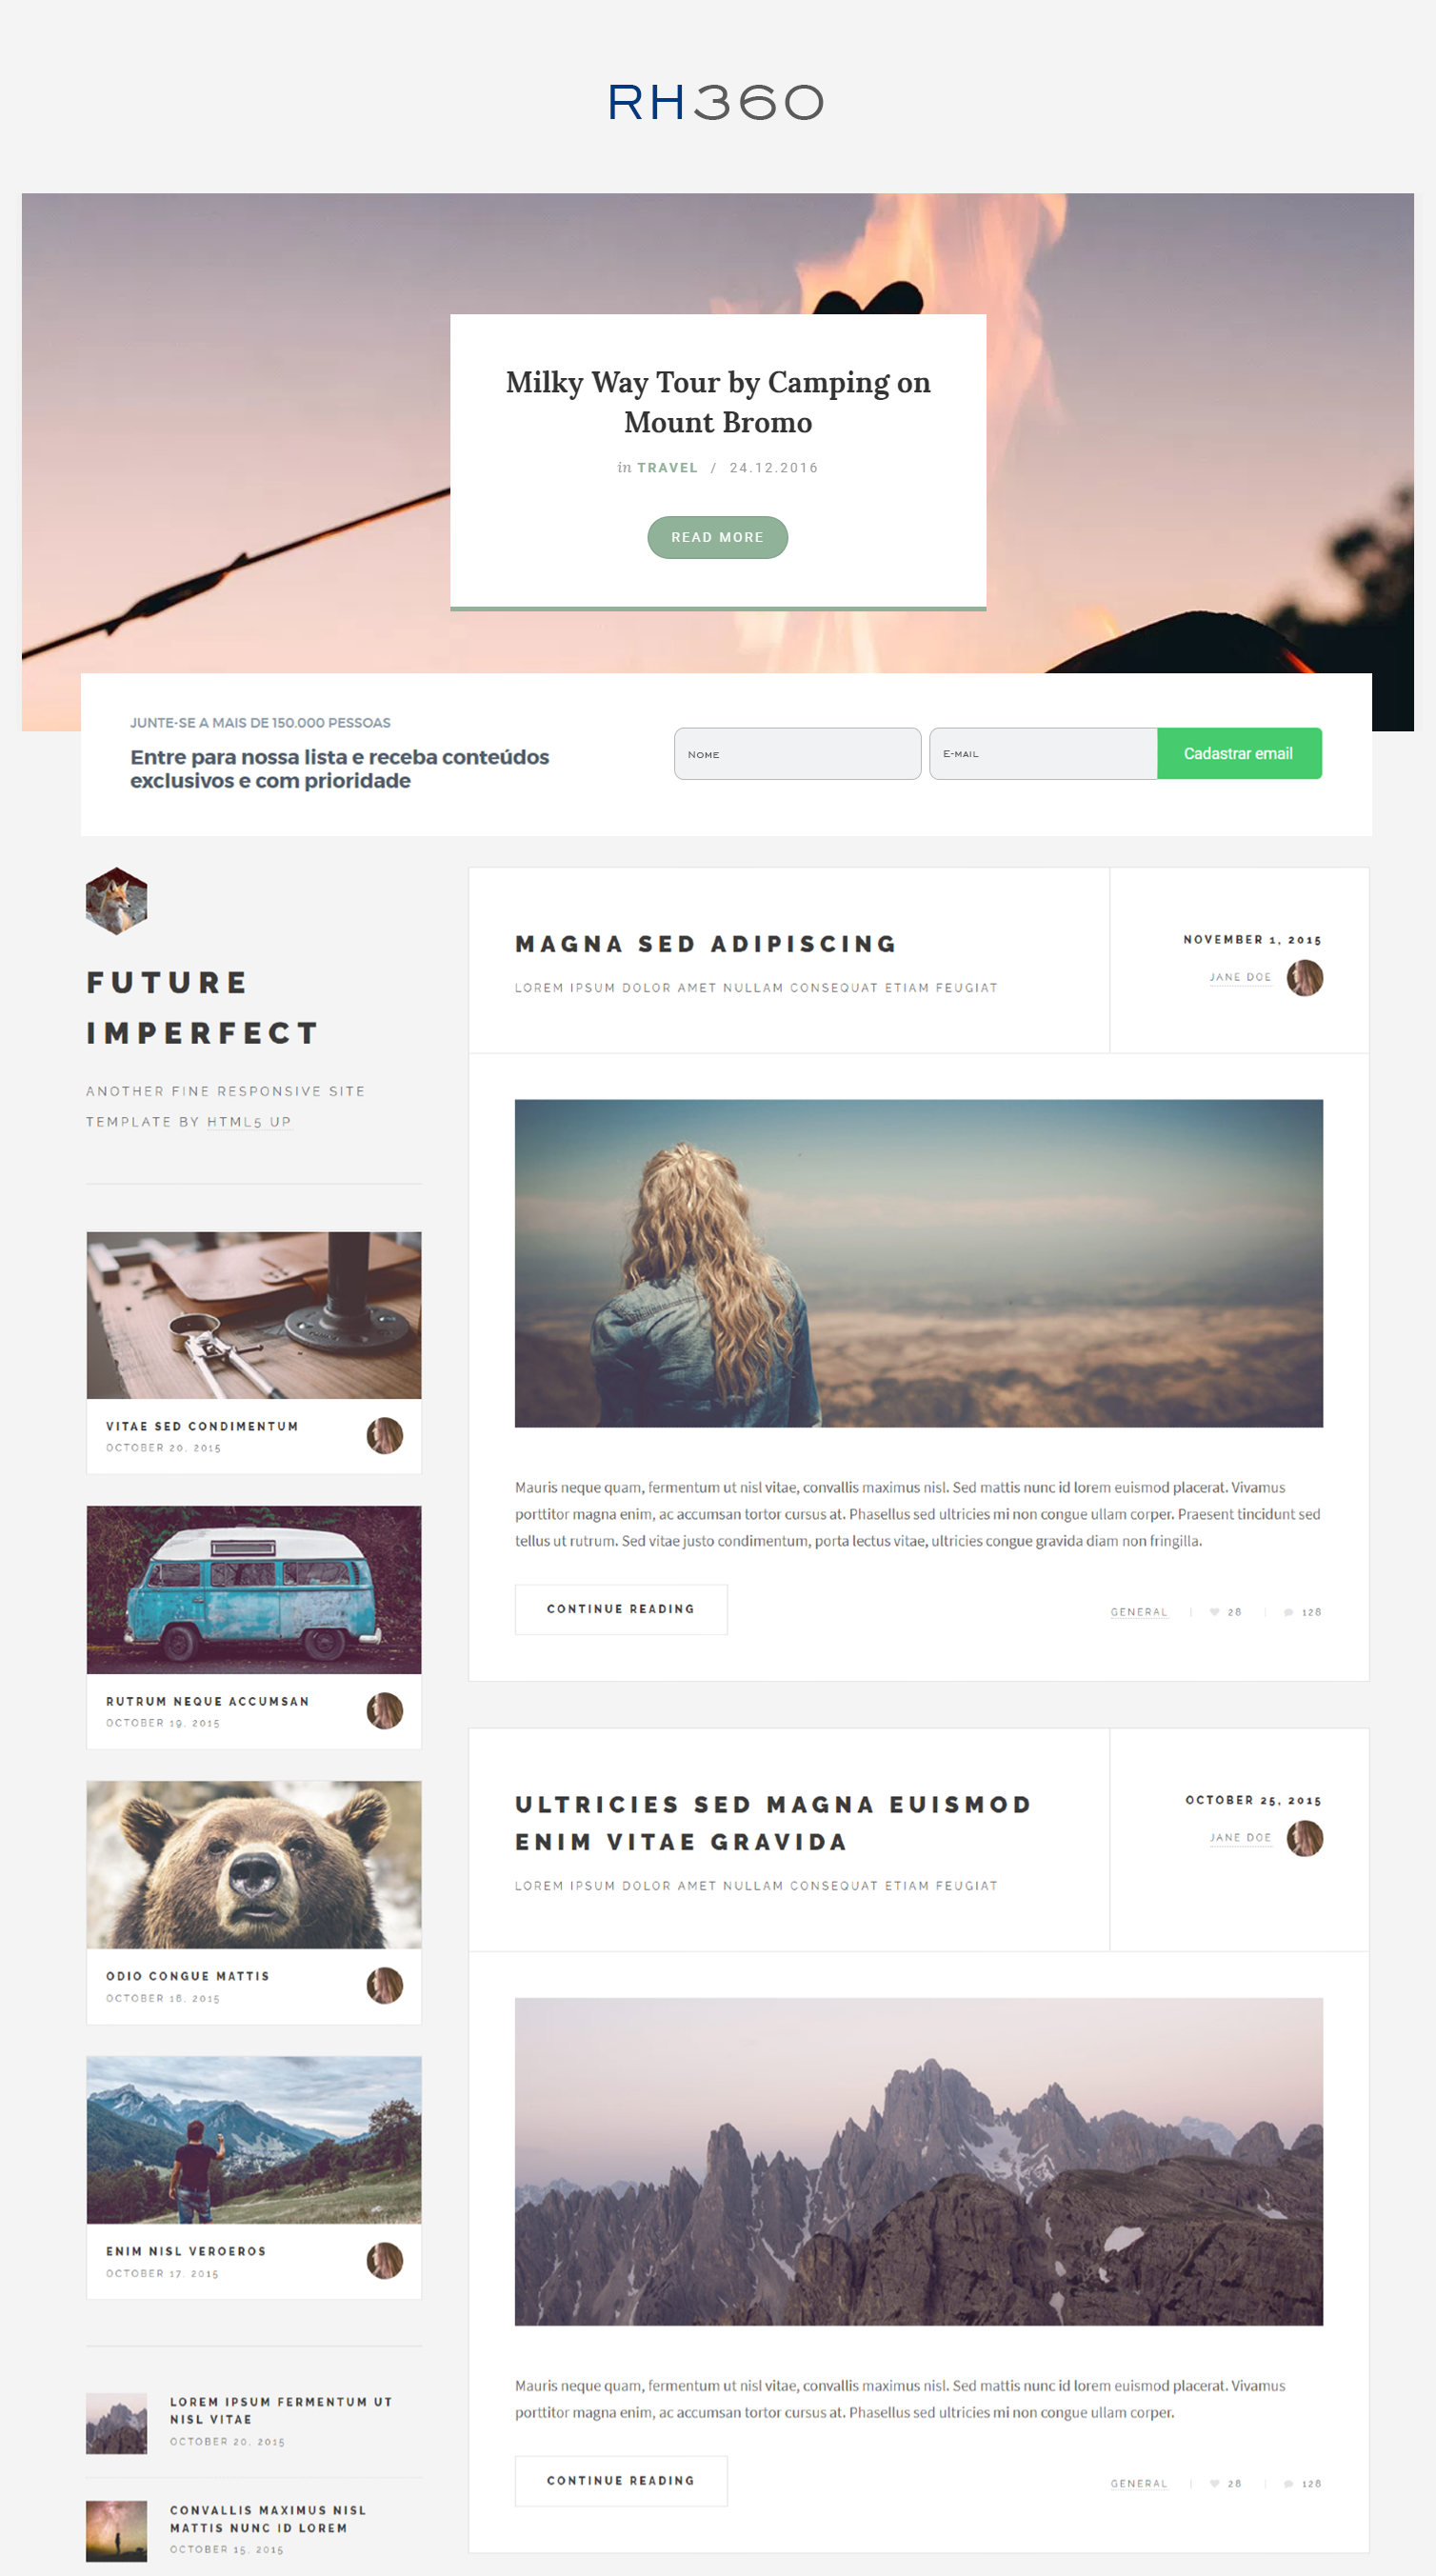 RH360
Milky Way Tour by Camping on
Mount Bromo
in TRAVEL / 24.12.2016
READ MORE
JUNTE-SE A MAIS DE 150.000 PESSOAS
Entre para nossa lista e receba conteúdos
exclusivos e com prioridade
NOME
E-MAIL
Cadastrar email
FUTURE
IMPERFECT
ANOTHER FINE RESPONSIVE SITE
TEMPLATE BY HTML5 UP
VITAE SED CONDIMENTUM
OCTOBER 20, 2015
RUTRUM NEQUE ACCUMSAN
OCTOBER 19, 2015
ODIO CONGUE MATTIS
OCTOBER 18, 2015
ENIM NISL VEROEROS
OCTOBER 17, 2015
LOREM IPSUM FERMENTUM UT
NISL VITAE
OCTOBER 20, 2015
CONVALLIS MAXIMUS NISL
MATTIS NUNC ID LOREM
OCTOBER 15, 2015
MAGNA SED ADIPISCING
LOREM IPSUM DOLOR AMET NULLAM CONSEQUAT ETIAM FEUGIAT
NOVEMBER 1, 2015
JANE DOE
Mauris neque quam, fermentum ut nisl vitae, convallis maximus nisl. Sed mattis nunc id lorem euismod placerat. Vivamus
porttitor magna enim, ac accumsan tortor cursus at. Phasellus sed ultricies mi non congue ullam corper. Praesent tincidunt sed
tellus ut rutrum. Sed vitae justo condimentum, porta lectus vitae, ultricies congue gravida diam non fringilla.
CONTINUE READING
GENERAL 28 128
ULTRICIES SED MAGNA EUISMOD
ENIM VITAE GRAVIDA
LOREM IPSUM DOLOR AMET NULLAM CONSEQUAT ETIAM FEUGIAT
OCTOBER 25, 2015
JANE DOE
Mauris neque quam, fermentum ut nisl vitae, convallis maximus nisl. Sed mattis nunc id lorem euismod placerat. Vivamus
porttitor magna enim, ac accumsan tortor cursus at. Phasellus sed ultricies mi non congue ullam corper.
CONTINUE READING
GENERAL 28 128